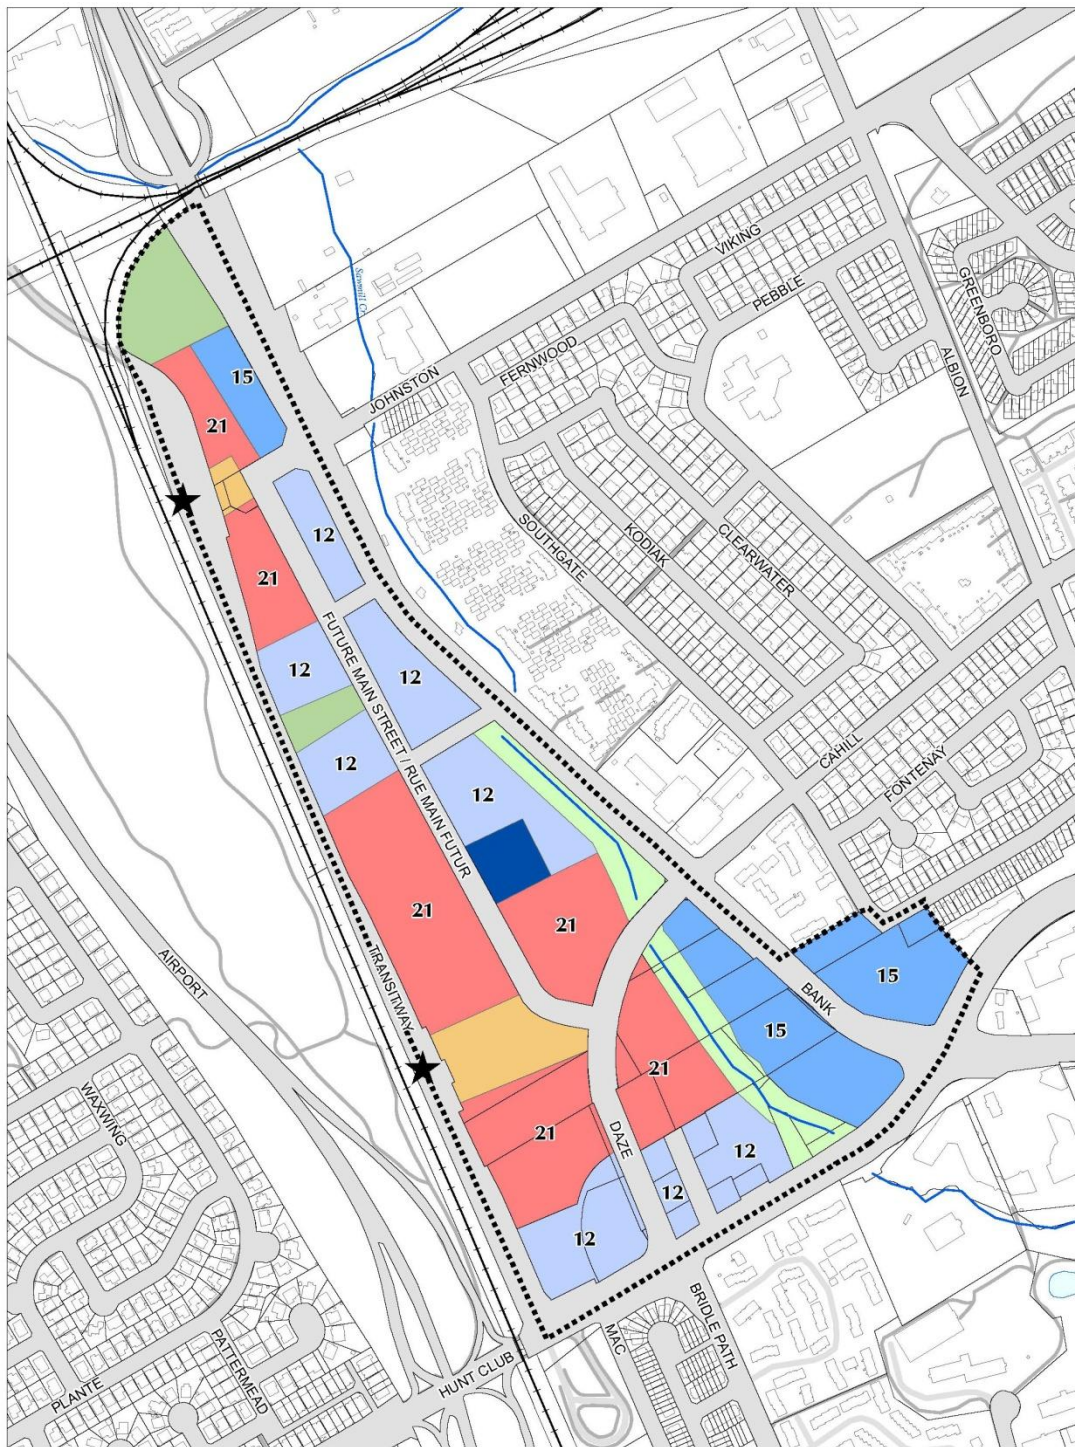 VIKING
PEBBLE
GREENBORO
Sawmill Cr.
JOHNSTON
FERNWOOD
ALBION
15
21
SOUTHGATE
KODIAK
CLEARWATER
12
21
FUTURE MAIN STREET / RUE MAIN FUTUR
12
12
CAHILL
FONTENAY
12
12
21
21
AIRPORT
TRANSITWAY
BANK
15
15
21
WAXWING
21
DAZE
12
12
12
PATTERMEAD
PLANTE
HUNT CLUB
MAC
BRIDLE PATH